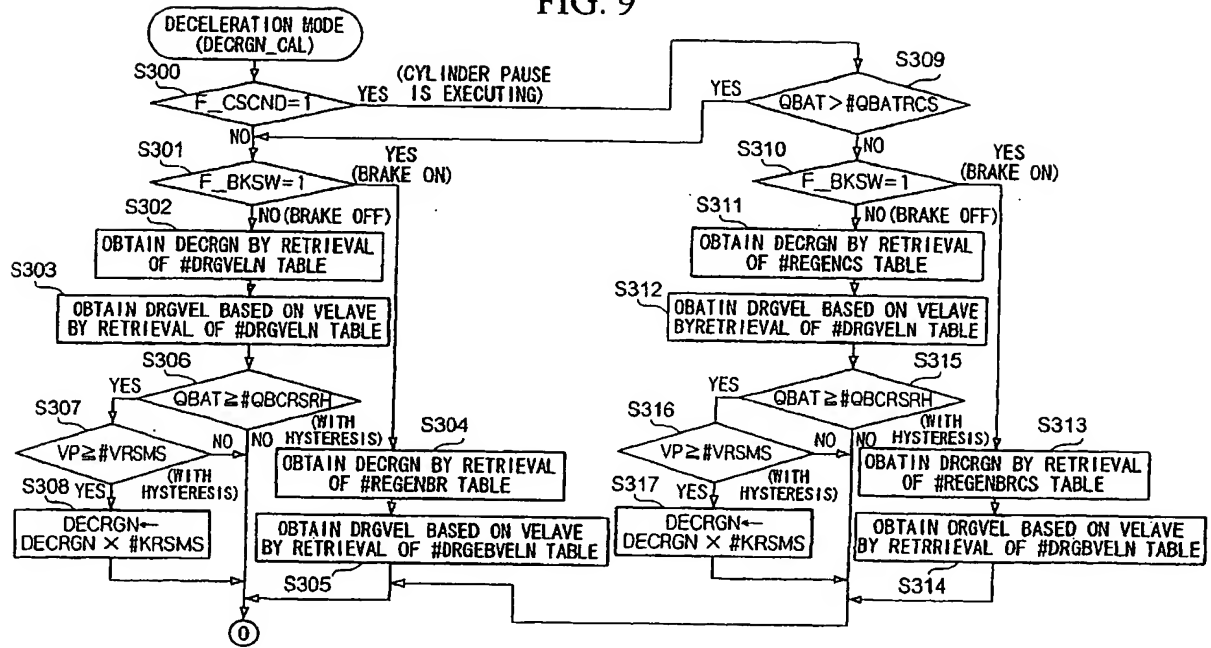 FIG. 9
DECELERATION MODE
(DECRGN_CAL)
S300
F_CSCND=1
YES
(CYLINDER PAUSE
IS EXECUTING)
NO
S301
F_BKSW=1
YES
(BRAKE ON)
NO (BRAKE OFF)
S302
OBTAIN DECRGN BY RETRIEVAL
OF #DRGVELN TABLE
S303
OBTAIN DRGVEL BASED ON VELAVE
BY RETRIEVAL OF #DRGVELN TABLE
S306
YES
QBAT≧#QBCRSRH
(WITH
HYSTERESIS)
NO
S307
VP≧#VRSMS
NO
(WITH
HYSTERESIS)
YES
S308
DECRGN←
DECRGN × #KRSMS
S304
OBTAIN DECRGN BY RETRIEVAL
OF #REGENBR TABLE
OBTAIN DRGVEL BASED ON VELAVE
BY RETRIEVAL OF #DRGEBVELN TABLE
S305
0
S309
YES
QBAT>#QBATRCS
NO
S310
F_BKSW=1
YES
(BRAKE ON)
NO (BRAKE OFF)
S311
OBTAIN DECRGN BY RETRIEVAL
OF #REGENCS TABLE
S312
OBATIN DRGVEL BASED ON VELAVE
BYRETRIEVAL OF #DRGVELN TABLE
S315
YES
QBAT≧#QBCRSRH
(WITH
HYSTERESIS)
NO
S316
VP≧#VRSMS
NO
(WITH
HYSTERESIS)
YES
S317
DECRGN←
DECRGN × #KRSMS
S313
OBATIN DRCRGN BY RETRIEVAL
OF #REGENBRCS TABLE
OBTAIN DRGVEL BASED ON VELAVE
BY RETRRIEVAL OF #DRGBVELN TABLE
S314